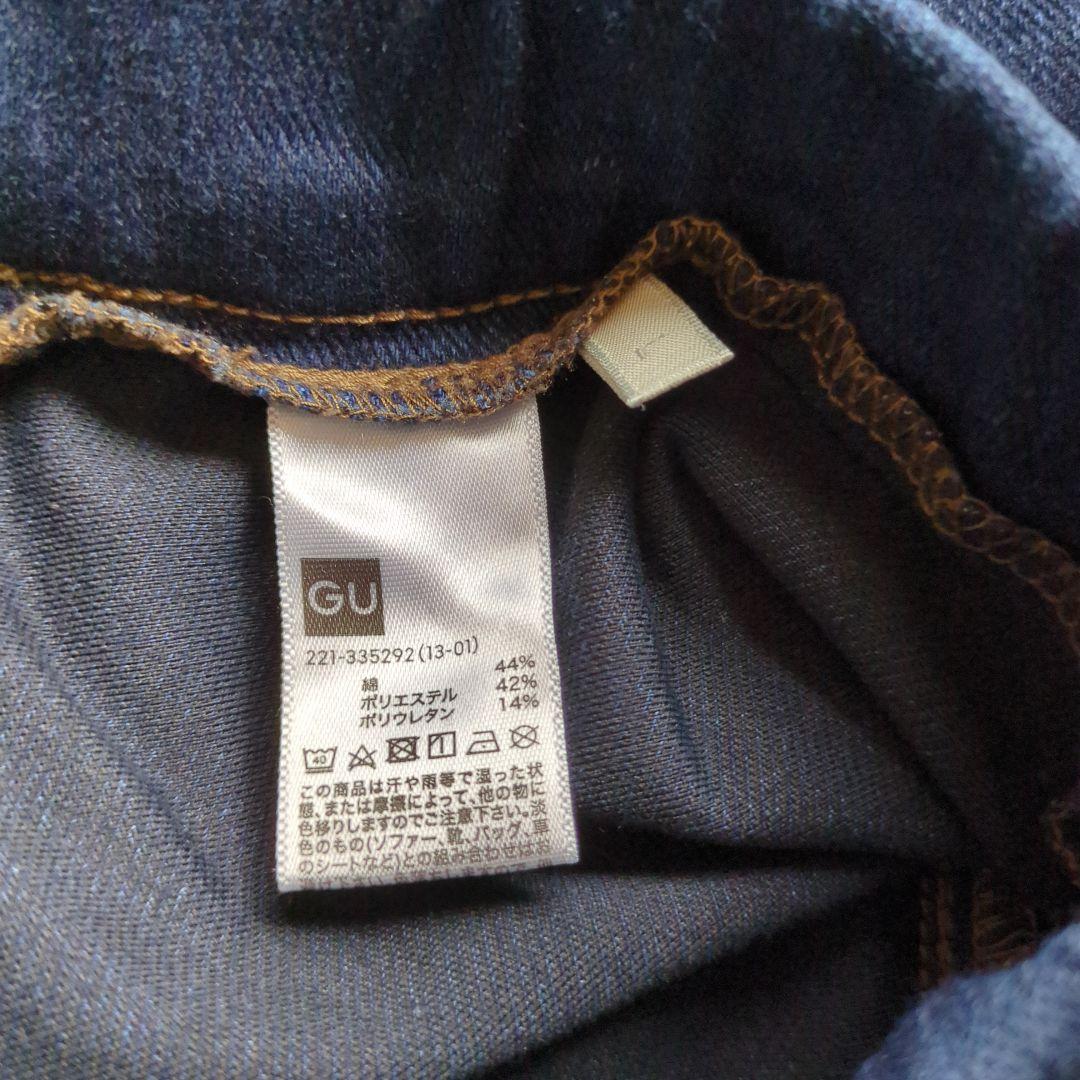 GU
221-335292(13-01)
綿 44%
ポリエステル 42%
ポリウレタン 14%
40
この商品は汗や雨等で湿った状
態、または摩擦によって、他の物に
色移りしますのでご注意下さい。淡
色のもの(ソファー、靴、バッグ、車
のシートなど)との組み合わせはお